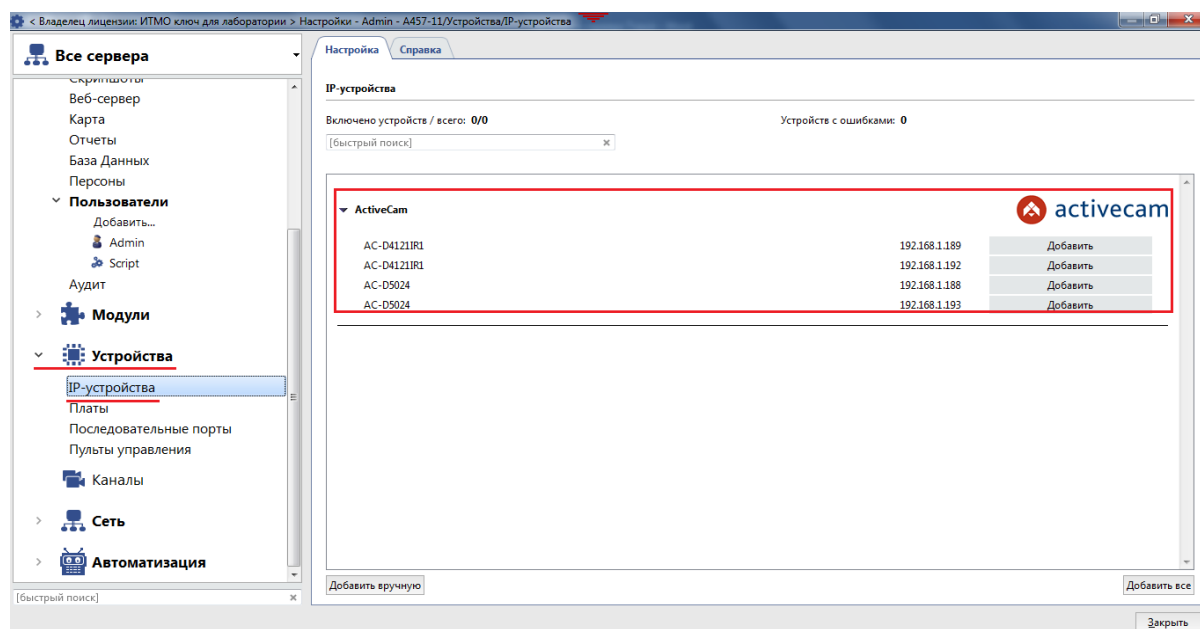 < Владелец лицензии: ИТМО ключ для лаборатории > Настройки - Admin - A457-11/Устройства/IP-устройства
Все сервера
Скриншоты
Веб-сервер
Карта
Отчеты
База Данных
Персоны
Пользователи
Добавить...
Admin
Script
Аудит
Модули
Устройства
IP-устройства
Платы
Последовательные порты
Пульты управления
Каналы
Сеть
Автоматизация
[быстрый поиск]
Настройка Справка
IP-устройства
Включено устройств / всего: 0/0 Устройств с ошибками: 0
[быстрый поиск]
ActiveCam activecam
AC-D4121IR1 192.168.1.189 Добавить
AC-D4121IR1 192.168.1.192 Добавить
AC-D5024 192.168.1.188 Добавить
AC-D5024 192.168.1.193 Добавить
Добавить вручную Добавить все
Закрыть